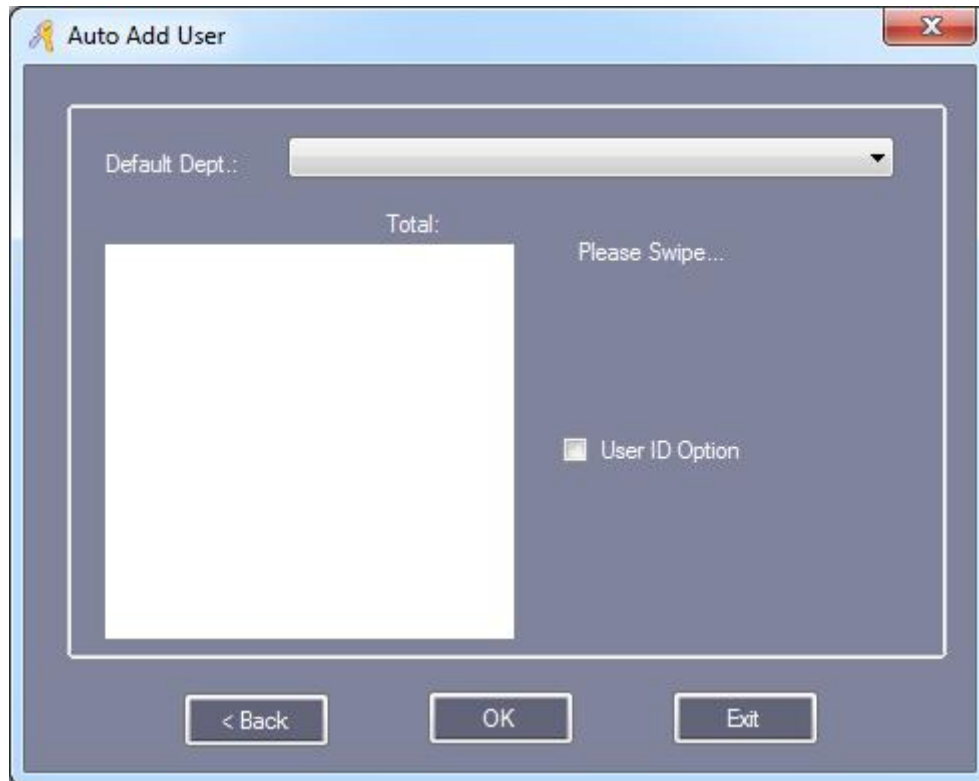 Auto Add User
Default Dept.:
Total:
Please Swipe...
User ID Option
< Back
OK
Exit